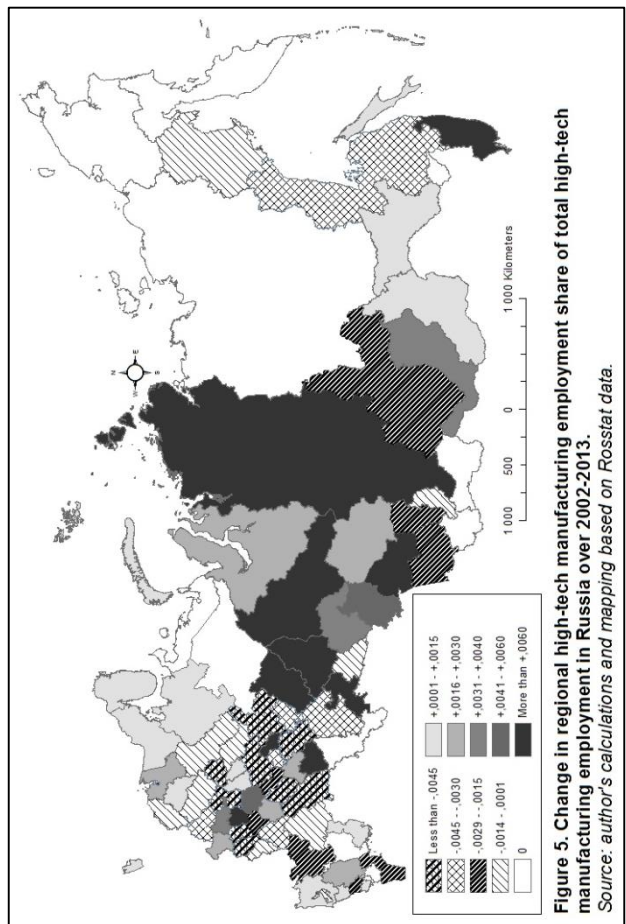 N
W
E
S
1 000
500
0
1 000 Kilometers
Less than -,0045
-,0045 - -,0030
-,0029 - -,0015
-,0014 - -,0001
0
+,0001 - +,0015
+,0016 - +,0030
+,0031 - +,0040
+,0041 - +,0060
More than +,0060
Figure 5. Change in regional high-tech manufacturing employment share of total high-tech
manufacturing employment in Russia over 2002-2013.
Source: author's calculations and mapping based on Rosstat data.